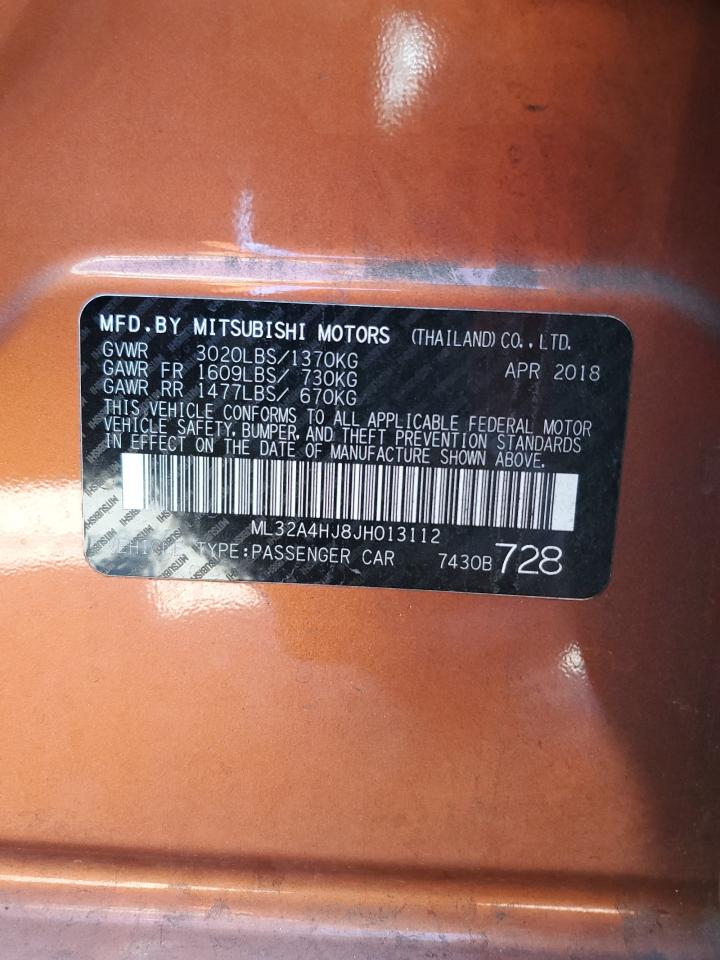 MFD.BY MITSUBISHI MOTORS (THAILAND) CO., LTD.
GVWR 3020LBS/1370KG APR 2018
GAWR FR 1609LBS/ 730KG
GAWR RR 1477LBS/ 670KG
THIS VEHICLE CONFORMS TO ALL APPLICABLE FEDERAL MOTOR
VEHICLE SAFETY, BUMPER, AND THEFT PREVENTION STANDARDS
IN EFFECT ON THE DATE OF MANUFACTURE SHOWN ABOVE.
ML32A4HJ8JH013112
VEHICLE TYPE:PASSENGER CAR 7430B 728